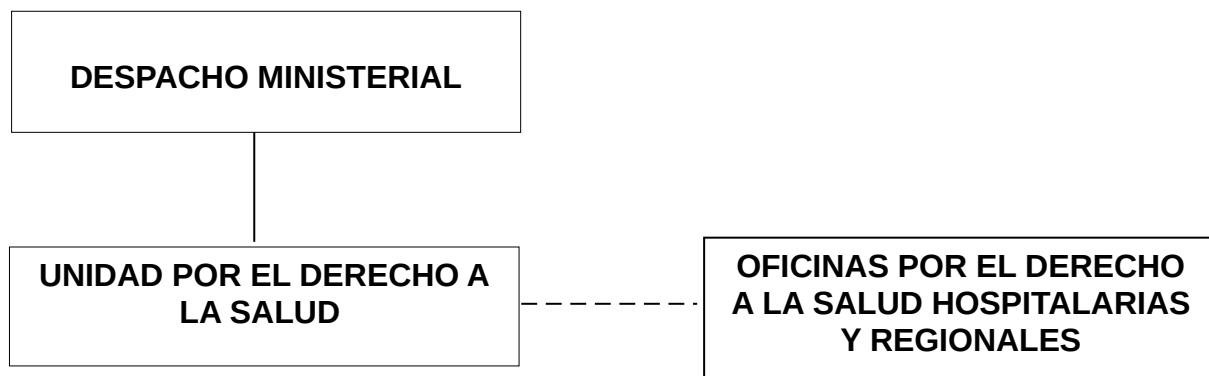 DESPACHO MINISTERIAL
UNIDAD POR EL DERECHO A
LA SALUD
OFICINAS POR EL DERECHO
A LA SALUD HOSPITALARIAS
Y REGIONALES